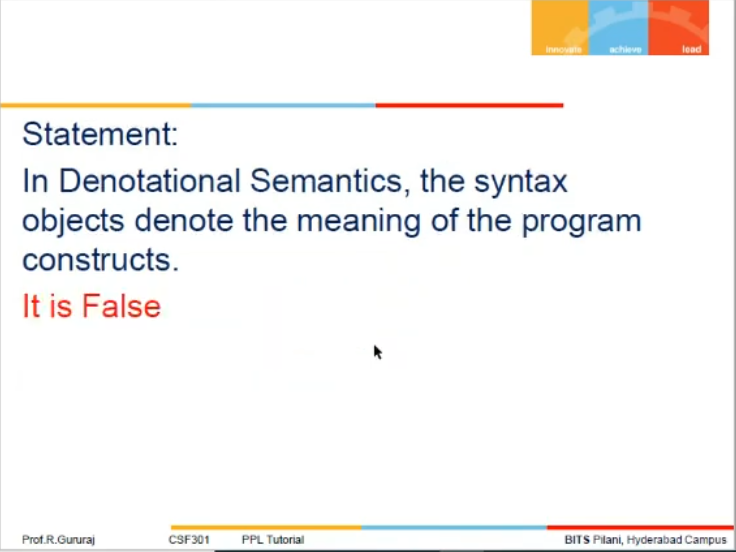 innovate achieve lead
Statement:
In Denotational Semantics, the syntax
objects denote the meaning of the program
constructs.
It is False
Prof.R.Gururaj CSF301 PPL Tutorial BITS Pilani, Hyderabad Campus